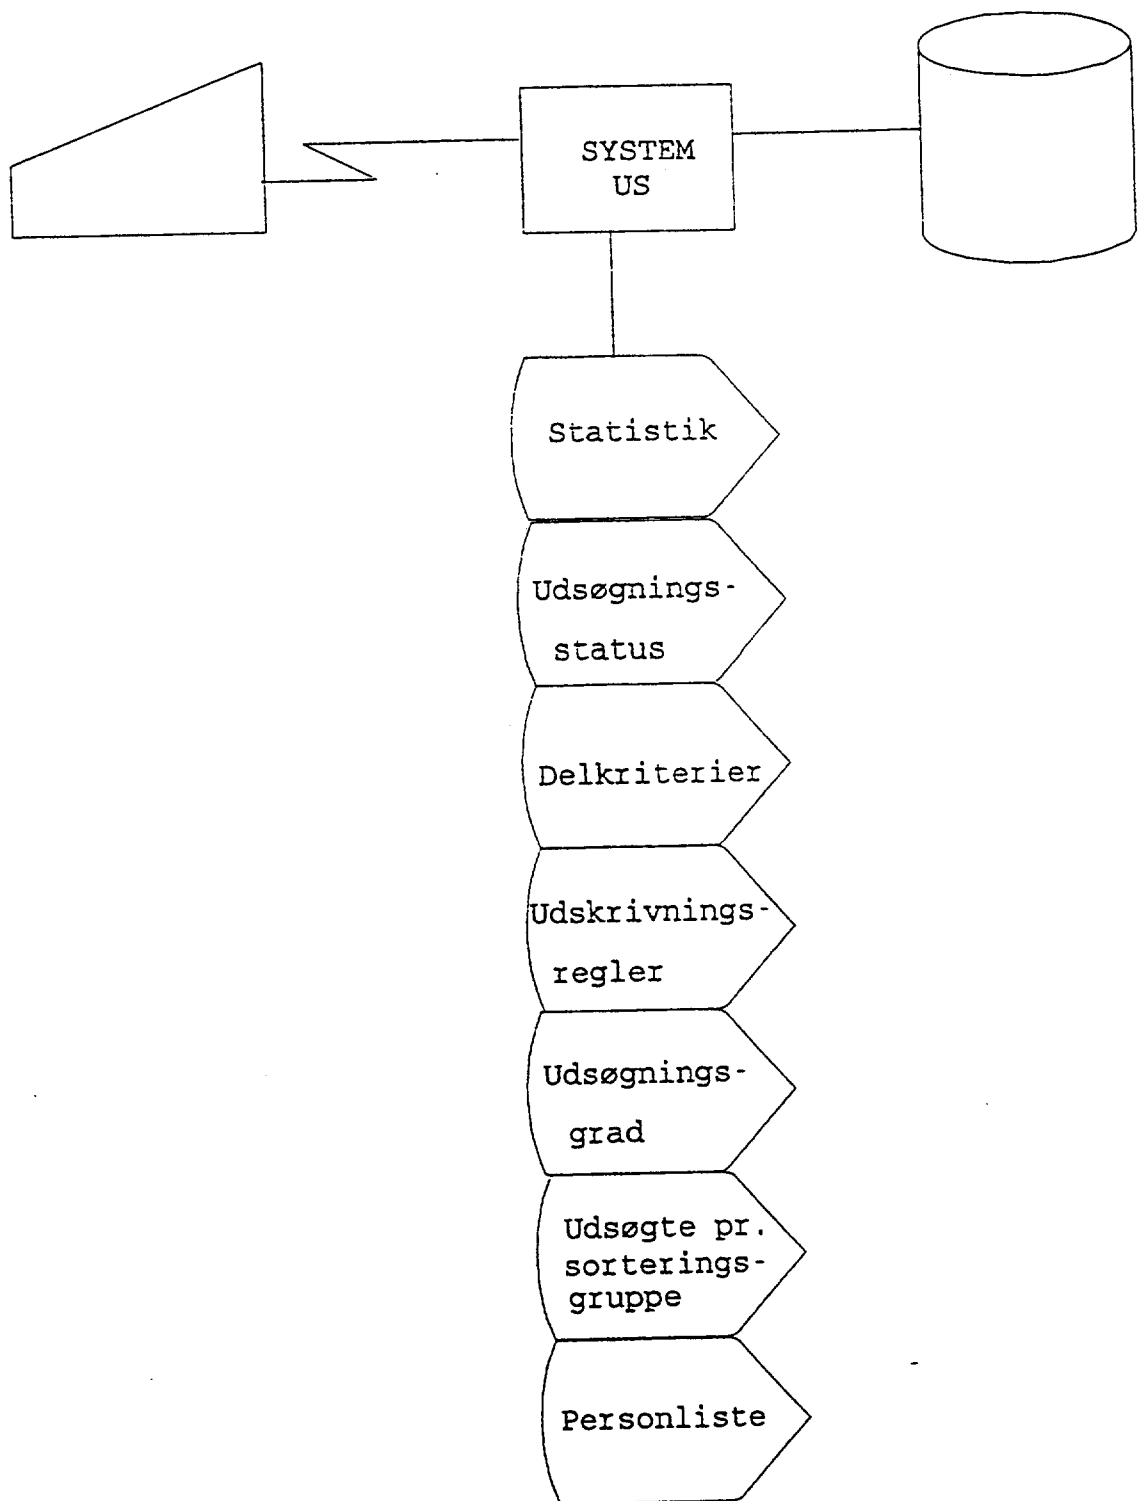 SYSTEM
US
Statistik
Udsøgnings-
status
Delkriterier
Udskrivnings-
regler
Udsøgnings-
grad
Udsøgte pr.
sorterings-
gruppe
Personliste